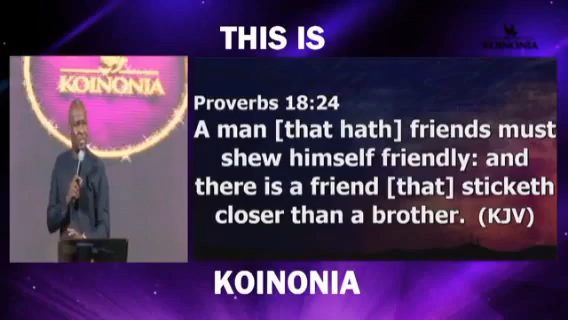 THIS IS
KOINONIA
KOINONIA
Proverbs 18:24
A man [that hath] friends must
shew himself friendly: and
there is a friend [that] sticketh
closer than a brother. (KJV)
KOINONIA